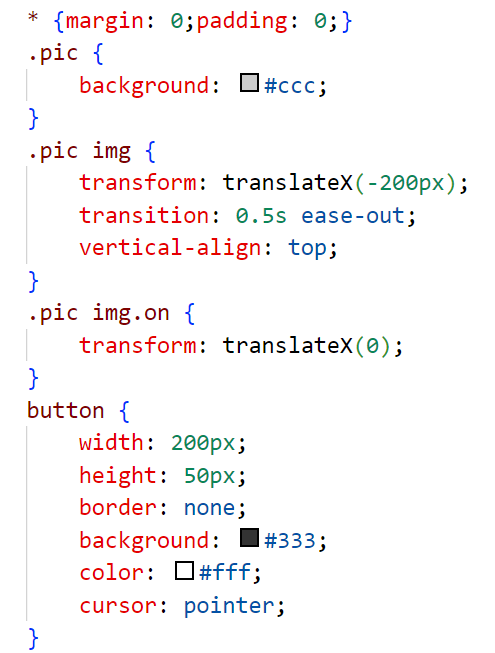 * {margin: 0;padding: 0;}
.pic {
    background: #ccc;
}
.pic img {
    transform: translateX(-200px);
    transition: 0.5s ease-out;
    vertical-align: top;
}
.pic img.on {
    transform: translateX(0);
}
button {
    width: 200px;
    height: 50px;
    border: none;
    background: #333;
    color: #fff;
    cursor: pointer;
}